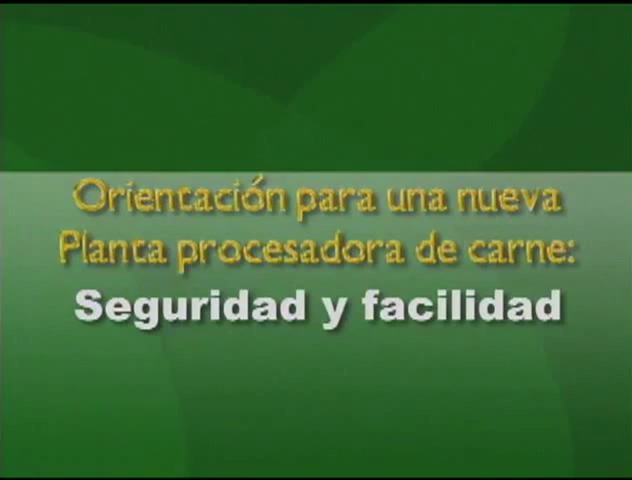 Orientación para una nueva
Planta procesadora de carne:
Seguridad y facilidad